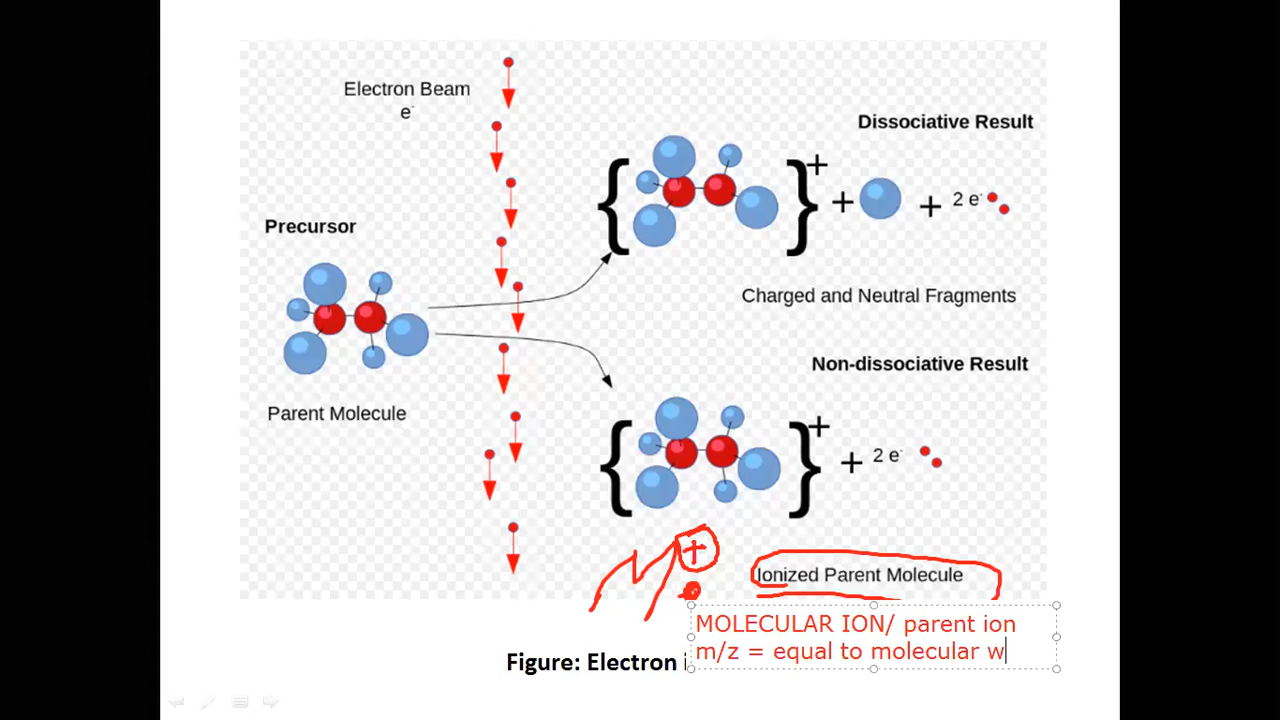 Electron Beam
e-
Dissociative Result
+
+ + 2 e-
Precursor
Charged and Neutral Fragments
Non-dissociative Result
Parent Molecule
+
+ 2 e-
M+•
Ionized Parent Molecule
MOLECULAR ION/ parent ion
m/z = equal to molecular w
Figure: Electron i